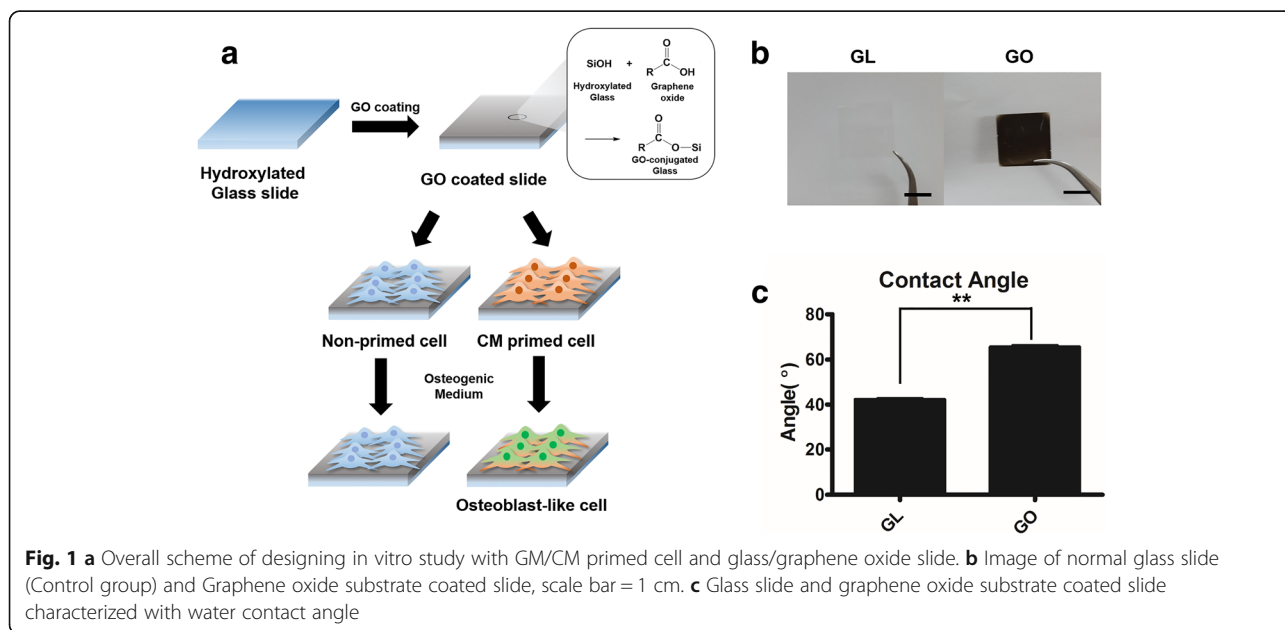 a
SiOH + R O OH
Hydroxylated Glass
Graphene oxide
R O O Si
GO-conjugated Glass
GO coating
Hydroxylated
Glass slide
GO coated slide
Non-primed cell
CM primed cell
Osteogenic
Medium
Osteoblast-like cell
b
GL GO
c
Contact Angle
**
Angle( °)
80
60
40
20
0
GL
GO
Fig. 1 a Overall scheme of designing in vitro study with GM/CM primed cell and glass/graphene oxide slide. b Image of normal glass slide
(Control group) and Graphene oxide substrate coated slide, scale bar = 1 cm. c Glass slide and graphene oxide substrate coated slide
characterized with water contact angle